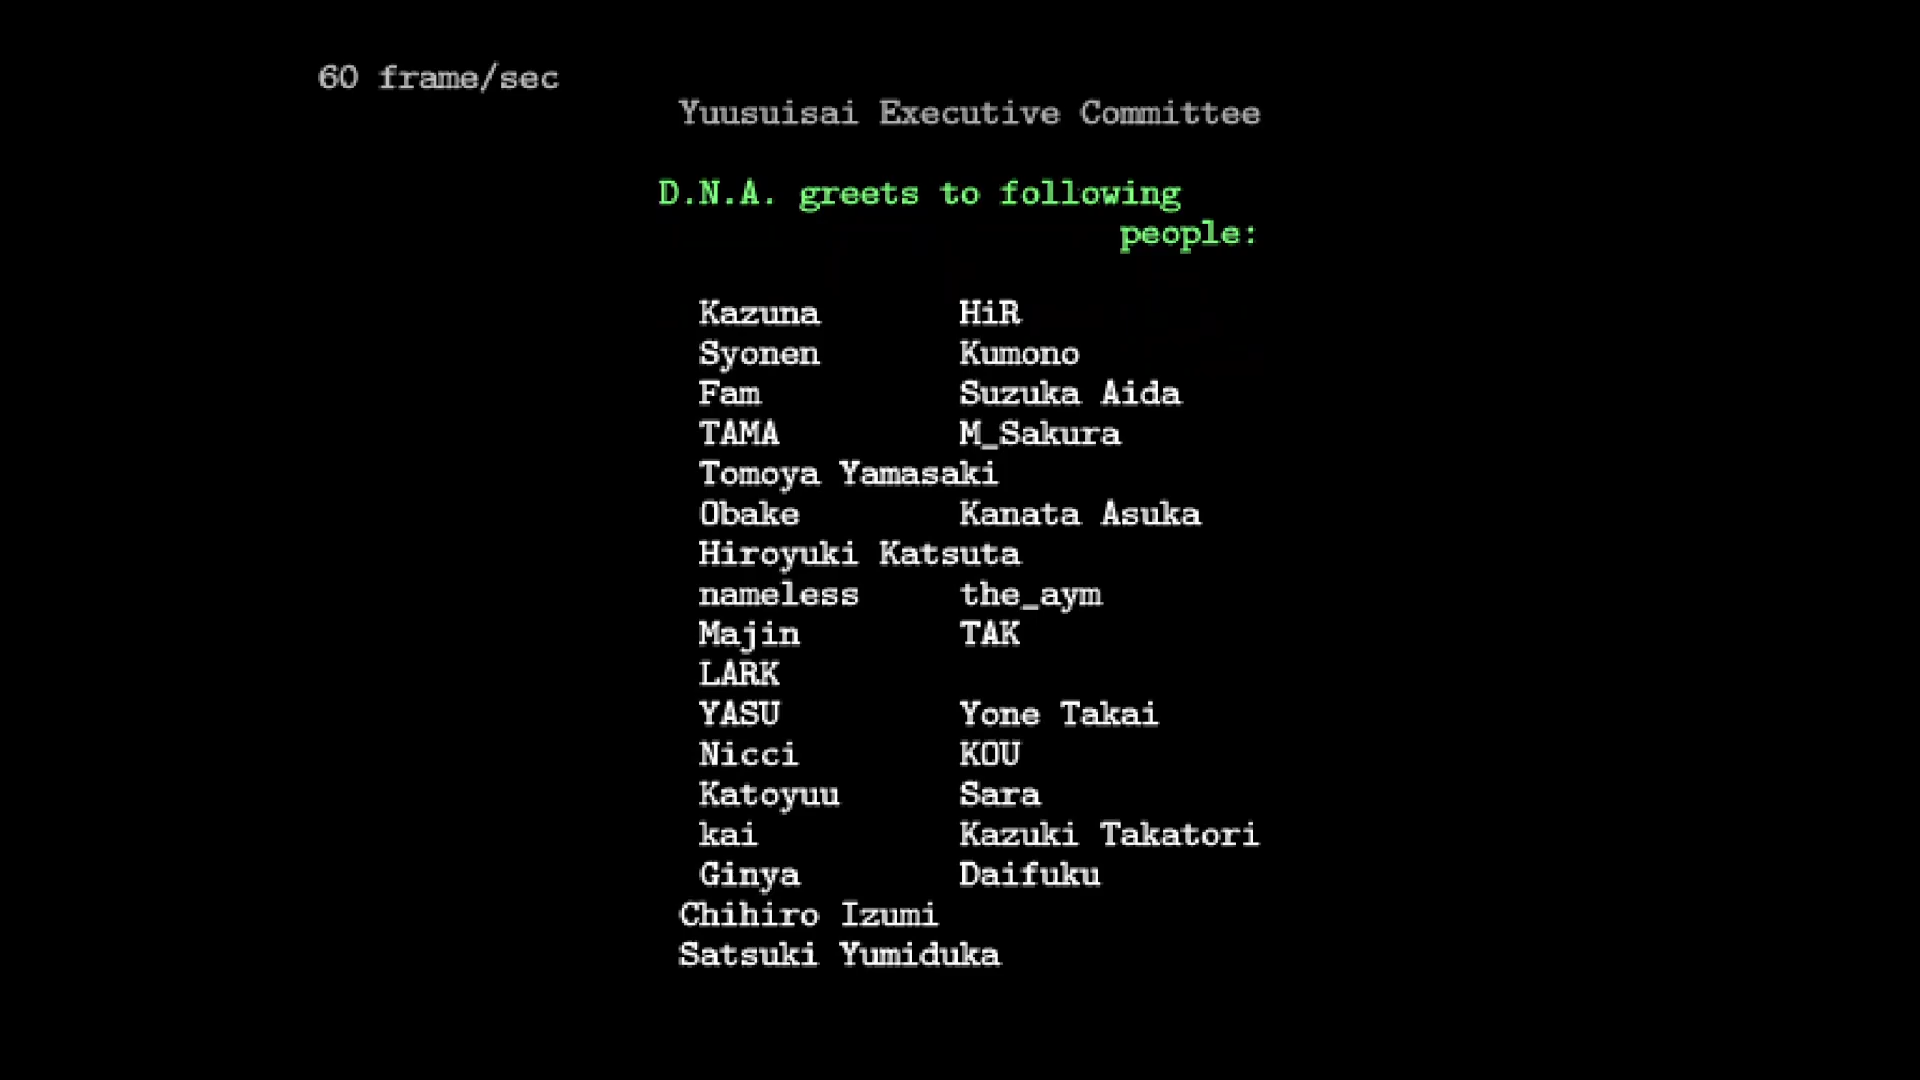 60 frame/sec
Yuusuisai Executive Committee
D.N.A. greets to following
people:
Kazuna HiR
Syonen Kumono
Fam Suzuka Aida
TAMA M_Sakura
Tomoya Yamasaki
Obake Kanata Asuka
Hiroyuki Katsuta
nameless the_aym
Majin TAK
LARK
YASU Yone Takai
Nicci KOU
Katoyuu Sara
kai Kazuki Takatori
Ginya Daifuku
Chihiro Izumi
Satsuki Yumiduka